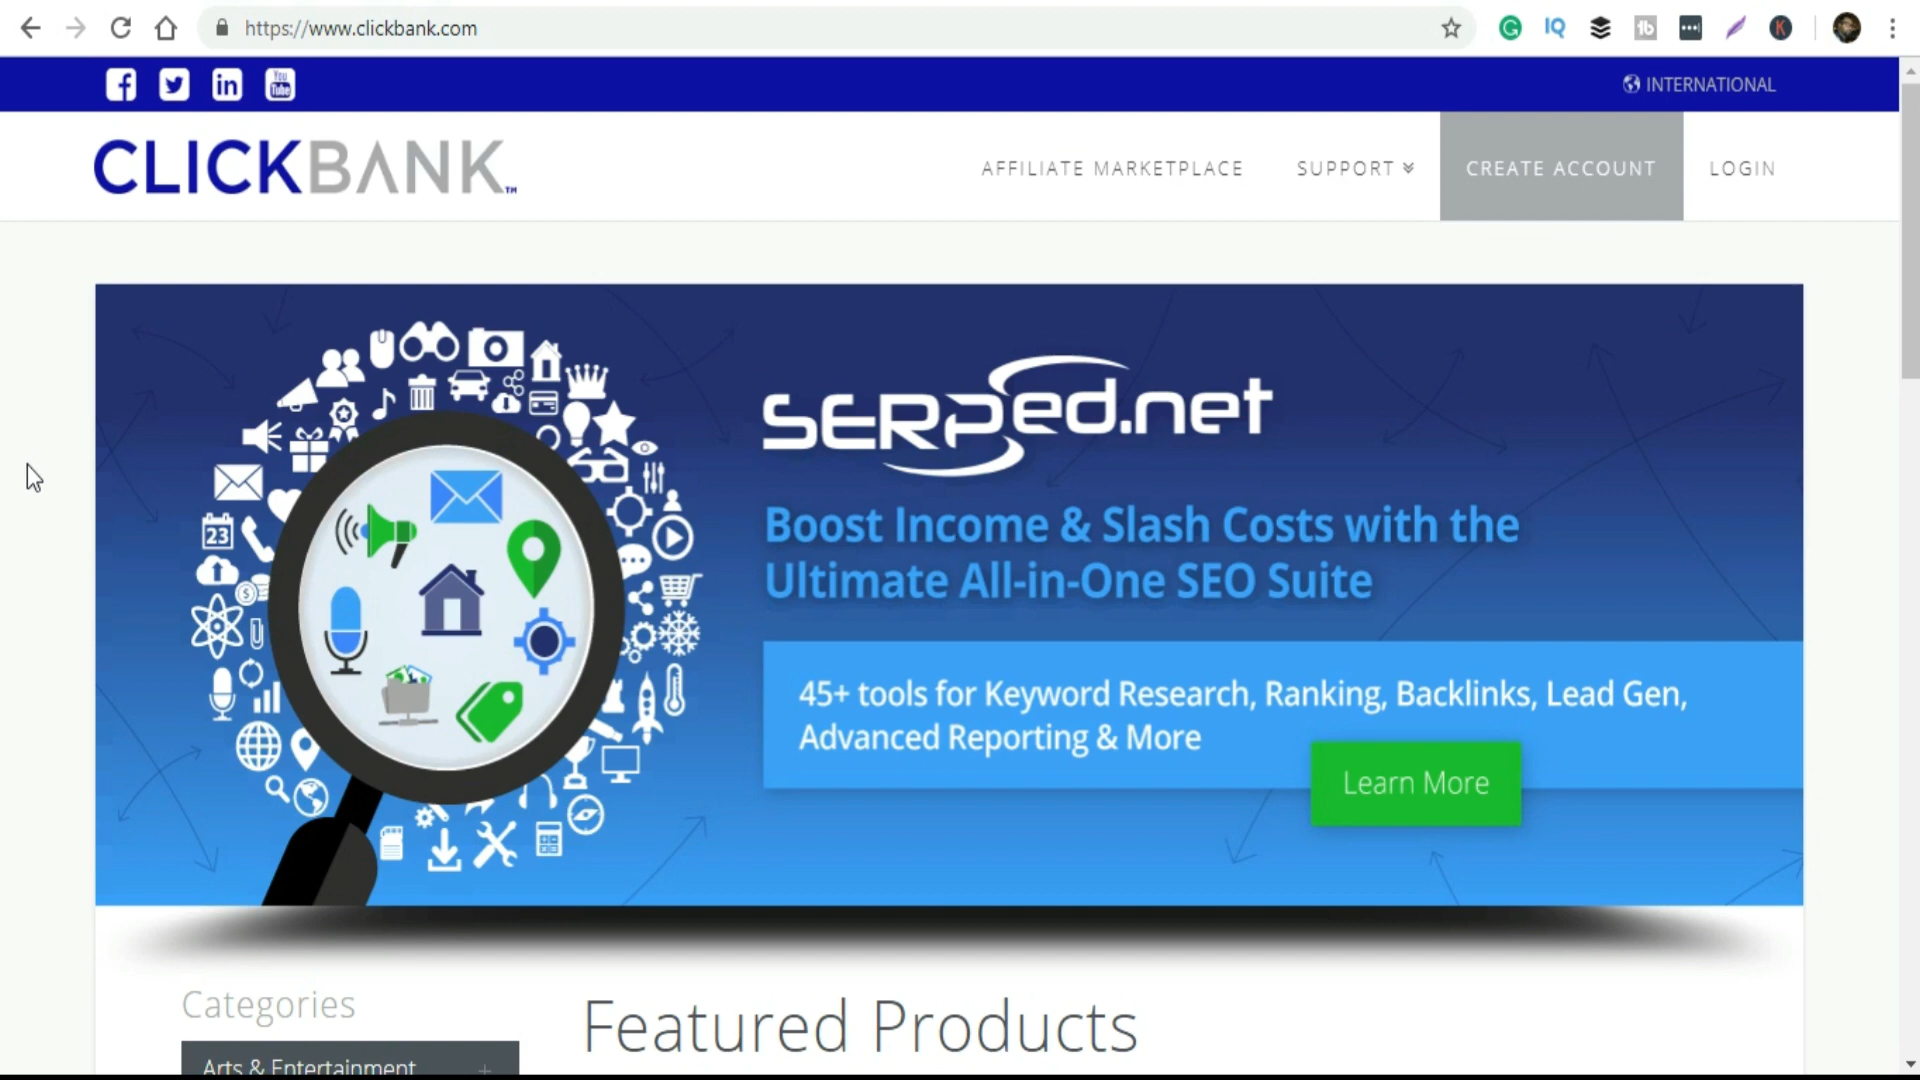 https://www.clickbank.com
INTERNATIONAL
CLICKBANK™
AFFILIATE MARKETPLACE
SUPPORT
CREATE ACCOUNT
LOGIN
SERPed.net
Boost Income & Slash Costs with the
Ultimate All-in-One SEO Suite
45+ tools for Keyword Research, Ranking, Backlinks, Lead Gen,
Advanced Reporting & More
Learn More
23
Categories
Featured Products
Arts & Entertainment +